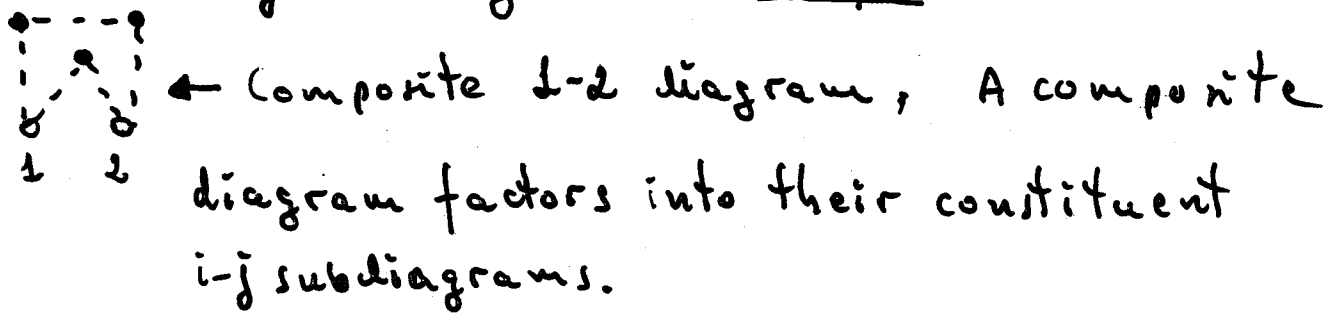 ← Composite 1-2 diagram, A composite
1 2
diagram factors into their constituent
i-j subdiagrams.